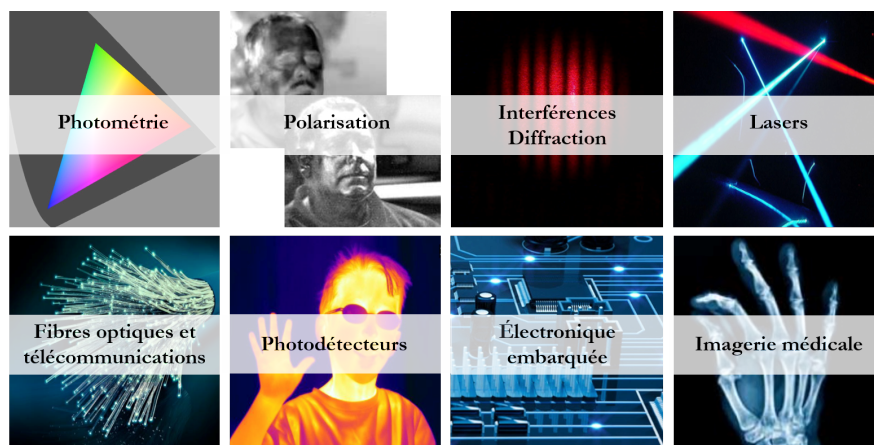 Photométrie
Polarisation
Interférences
Diffraction
Lasers
Fibres optiques et
télécommunications
Photodétecteurs
Électronique
embarquée
Imagerie médicale